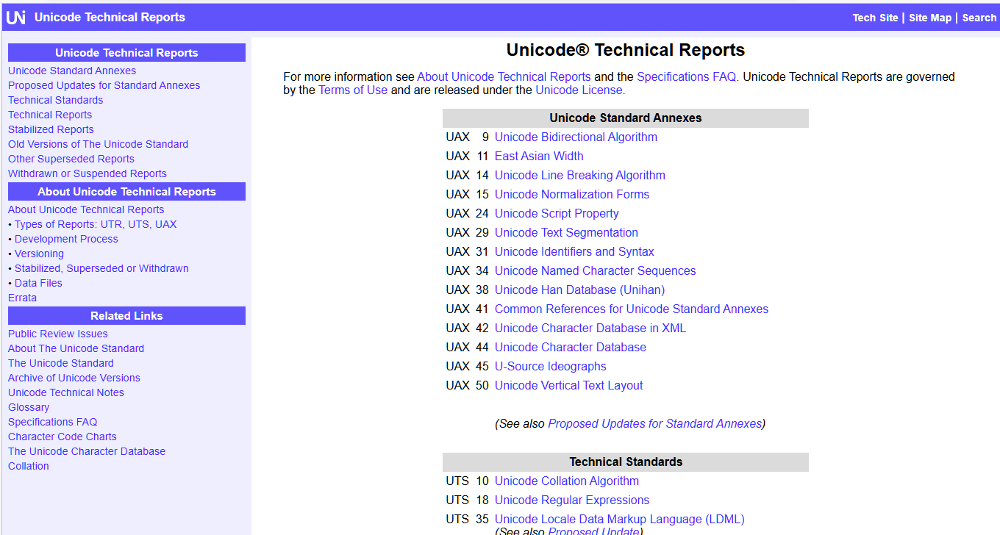 UNi Unicode Technical Reports
Tech Site | Site Map | Search
Unicode Technical Reports
Unicode Standard Annexes
Proposed Updates for Standard Annexes
Technical Standards
Technical Reports
Stabilized Reports
Old Versions of The Unicode Standard
Other Superseded Reports
Withdrawn or Suspended Reports
About Unicode Technical Reports
About Unicode Technical Reports
• Types of Reports: UTR, UTS, UAX
• Development Process
• Versioning
• Stabilized, Superseded or Withdrawn
• Data Files
Errata
Related Links
Public Review Issues
About The Unicode Standard
The Unicode Standard
Archive of Unicode Versions
Unicode Technical Notes
Glossary
Specifications FAQ
Character Code Charts
The Unicode Character Database
Collation
Unicode® Technical Reports
For more information see About Unicode Technical Reports and the Specifications FAQ. Unicode Technical Reports are governed
by the Terms of Use and are released under the Unicode License.
Unicode Standard Annexes
UAX 9 Unicode Bidirectional Algorithm
UAX 11 East Asian Width
UAX 14 Unicode Line Breaking Algorithm
UAX 15 Unicode Normalization Forms
UAX 24 Unicode Script Property
UAX 29 Unicode Text Segmentation
UAX 31 Unicode Identifiers and Syntax
UAX 34 Unicode Named Character Sequences
UAX 38 Unicode Han Database (Unihan)
UAX 41 Common References for Unicode Standard Annexes
UAX 42 Unicode Character Database in XML
UAX 44 Unicode Character Database
UAX 45 U-Source Ideographs
UAX 50 Unicode Vertical Text Layout
(See also Proposed Updates for Standard Annexes)
Technical Standards
UTS 10 Unicode Collation Algorithm
UTS 18 Unicode Regular Expressions
UTS 35 Unicode Locale Data Markup Language (LDML)
(See also Proposed Update)